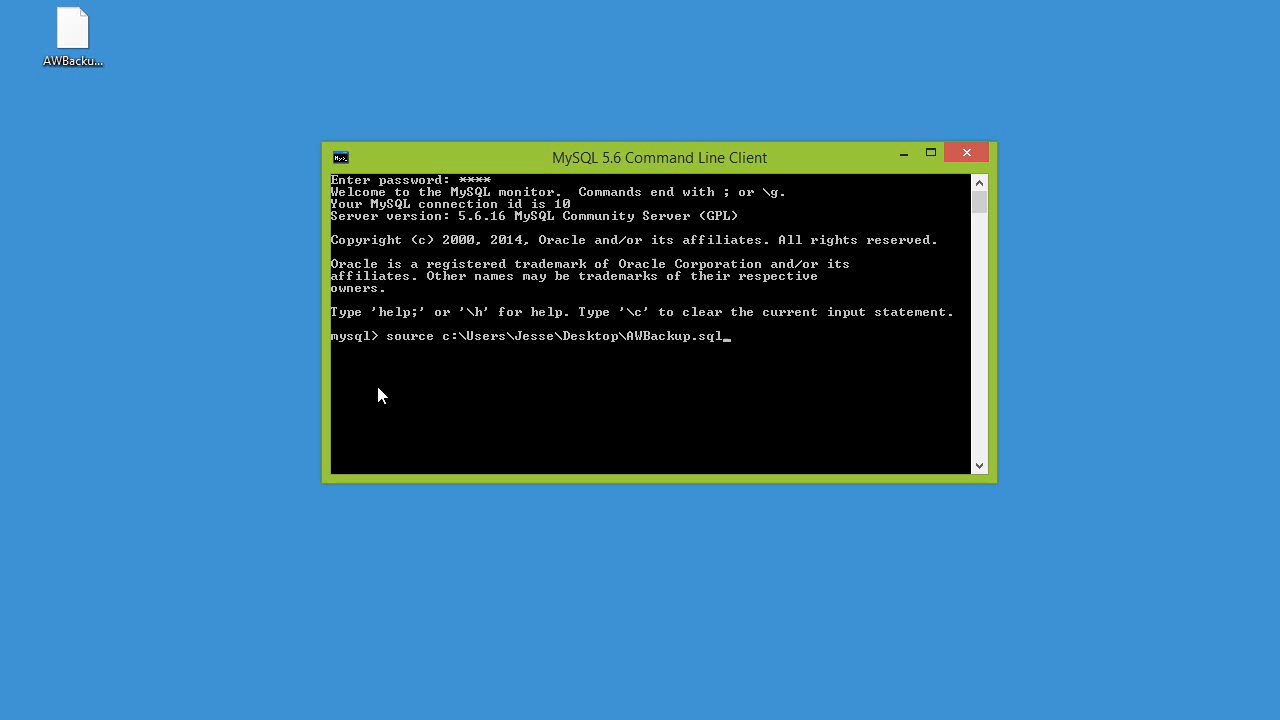 AWBacku...
MySQL 5.6 Command Line Client
Enter password: ****
Welcome to the MySQL monitor.  Commands end with ; or \g.
Your MySQL connection id is 10
Server version: 5.6.16 MySQL Community Server (GPL)
Copyright (c) 2000, 2014, Oracle and/or its affiliates. All rights reserved.
Oracle is a registered trademark of Oracle Corporation and/or its
affiliates. Other names may be trademarks of their respective
owners.
Type 'help;' or '\h' for help. Type '\c' to clear the current input statement.
mysql> source c:\Users\Jesse\Desktop\AWBackup.sql_